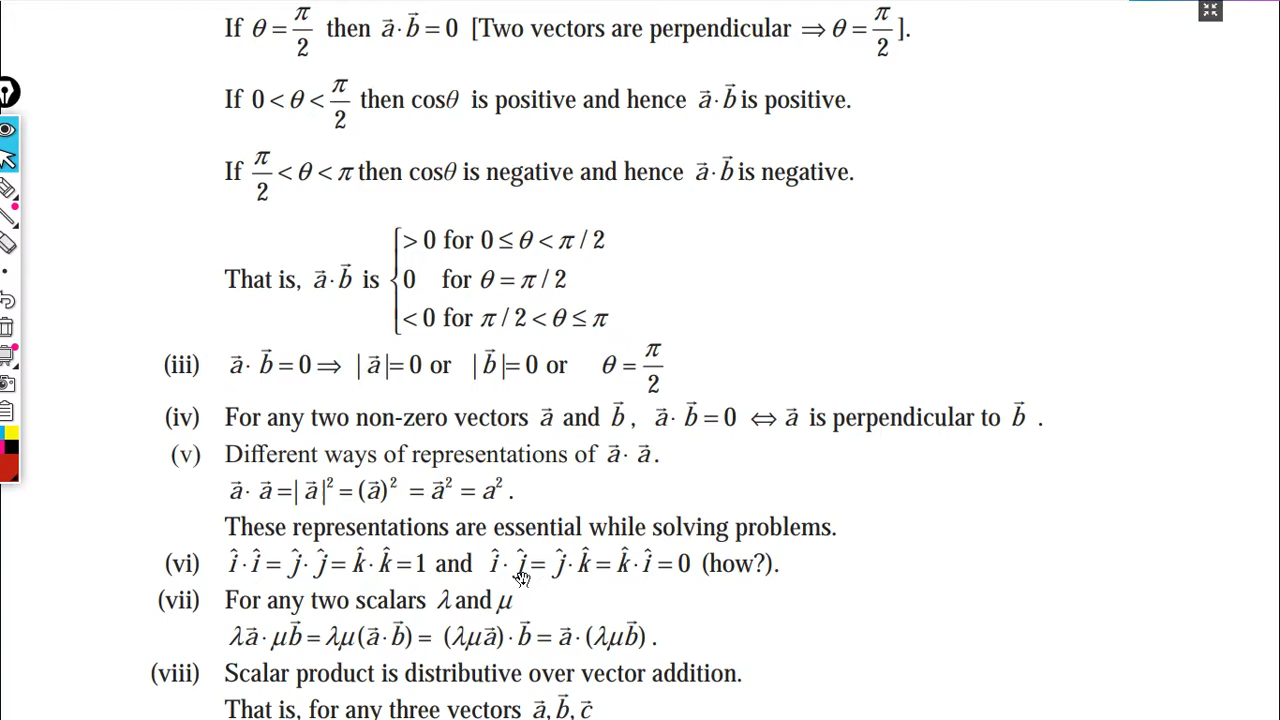 If θ = π/2 then a⃗ · b⃗ = 0 [Two vectors are perpendicular ⇒ θ = π/2 ].
If 0 < θ < π/2 then cosθ is positive and hence a⃗ · b⃗ is positive.
If π/2 < θ < π then cosθ is negative and hence a⃗ · b⃗ is negative.
> 0 for 0 ≤ θ < π / 2
That is, a⃗ · b⃗ is { 0 for θ = π / 2
< 0 for π / 2 < θ ≤ π
(iii) a⃗ · b⃗ = 0 ⇒ | a⃗ |= 0 or | b⃗ |= 0 or θ = π/2
(iv) For any two non-zero vectors a⃗ and b⃗ , a⃗ · b⃗ = 0 ⇔ a⃗ is perpendicular to b⃗ .
(v) Different ways of representations of a⃗ · a⃗ .
a⃗ · a⃗ =| a⃗ |² = (a⃗)² = a⃗² = a² .
These representations are essential while solving problems.
(vi) î · î = ĵ · ĵ = k̂ · k̂ = 1 and î · ĵ = ĵ · k̂ = k̂ · î = 0 (how?).
(vii) For any two scalars λ and μ
λa⃗ · μb⃗ = λμ(a⃗ · b⃗) = (λμa⃗) · b⃗ = a⃗ · (λμb⃗) .
(viii) Scalar product is distributive over vector addition.
That is, for any three vectors a⃗, b⃗, c⃗